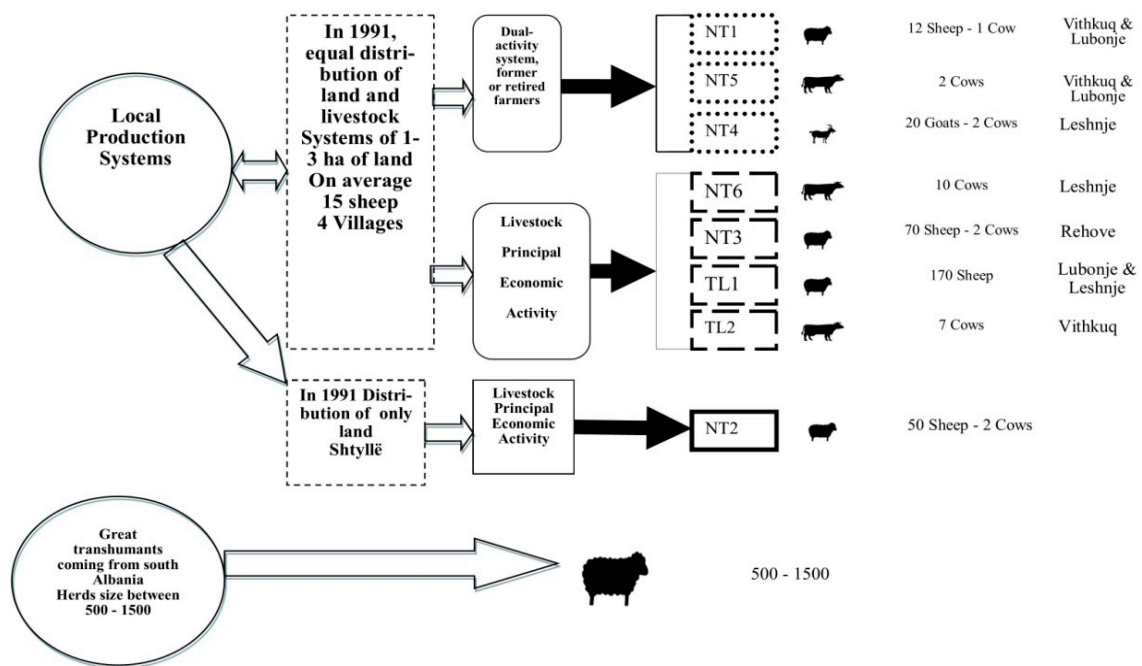 Local
Production
Systems
In 1991,
equal distri-
bution of
land and
livestock
Systems of 1-
3 ha of land
On average
15 sheep
4 Villages
Dual-
activity
system,
former
or retired
farmers
NT1
12 Sheep - 1 Cow
Vithkuq &
Lubonje
NT5
2 Cows
Vithkuq &
Lubonje
NT4
20 Goats - 2 Cows
Leshnje
Livestock
Principal
Economic
Activity
NT6
10 Cows
Leshnje
NT3
70 Sheep - 2 Cows
Rehove
TL1
170 Sheep
Lubonje &
Leshnje
TL2
7 Cows
Vithkuq
In 1991 Distri-
bution of only
land
Shtyllë
Livestock
Principal
Economic
Activity
NT2
50 Sheep - 2 Cows
Great
transhumants
coming from south
Albania
Herds size between
500 - 1500
500 - 1500